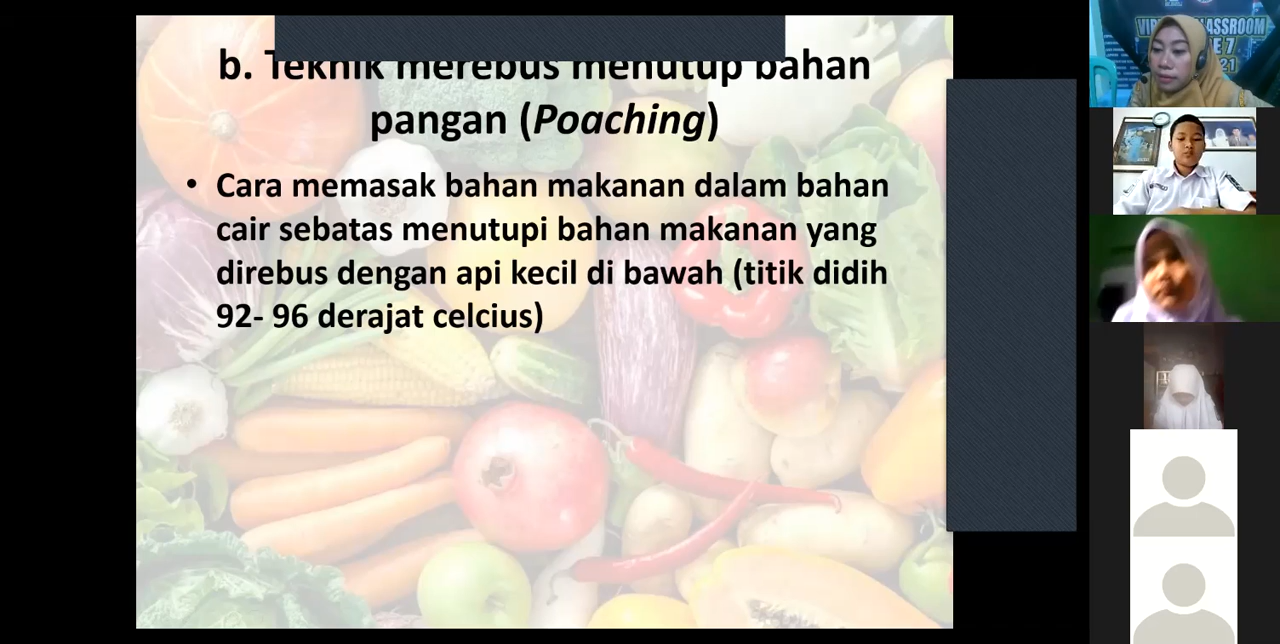 b. Teknik merebus menutup bahan
pangan (Poaching)
• Cara memasak bahan makanan dalam bahan
cair sebatas menutupi bahan makanan yang
direbus dengan api kecil di bawah (titik didih
92- 96 derajat celcius)